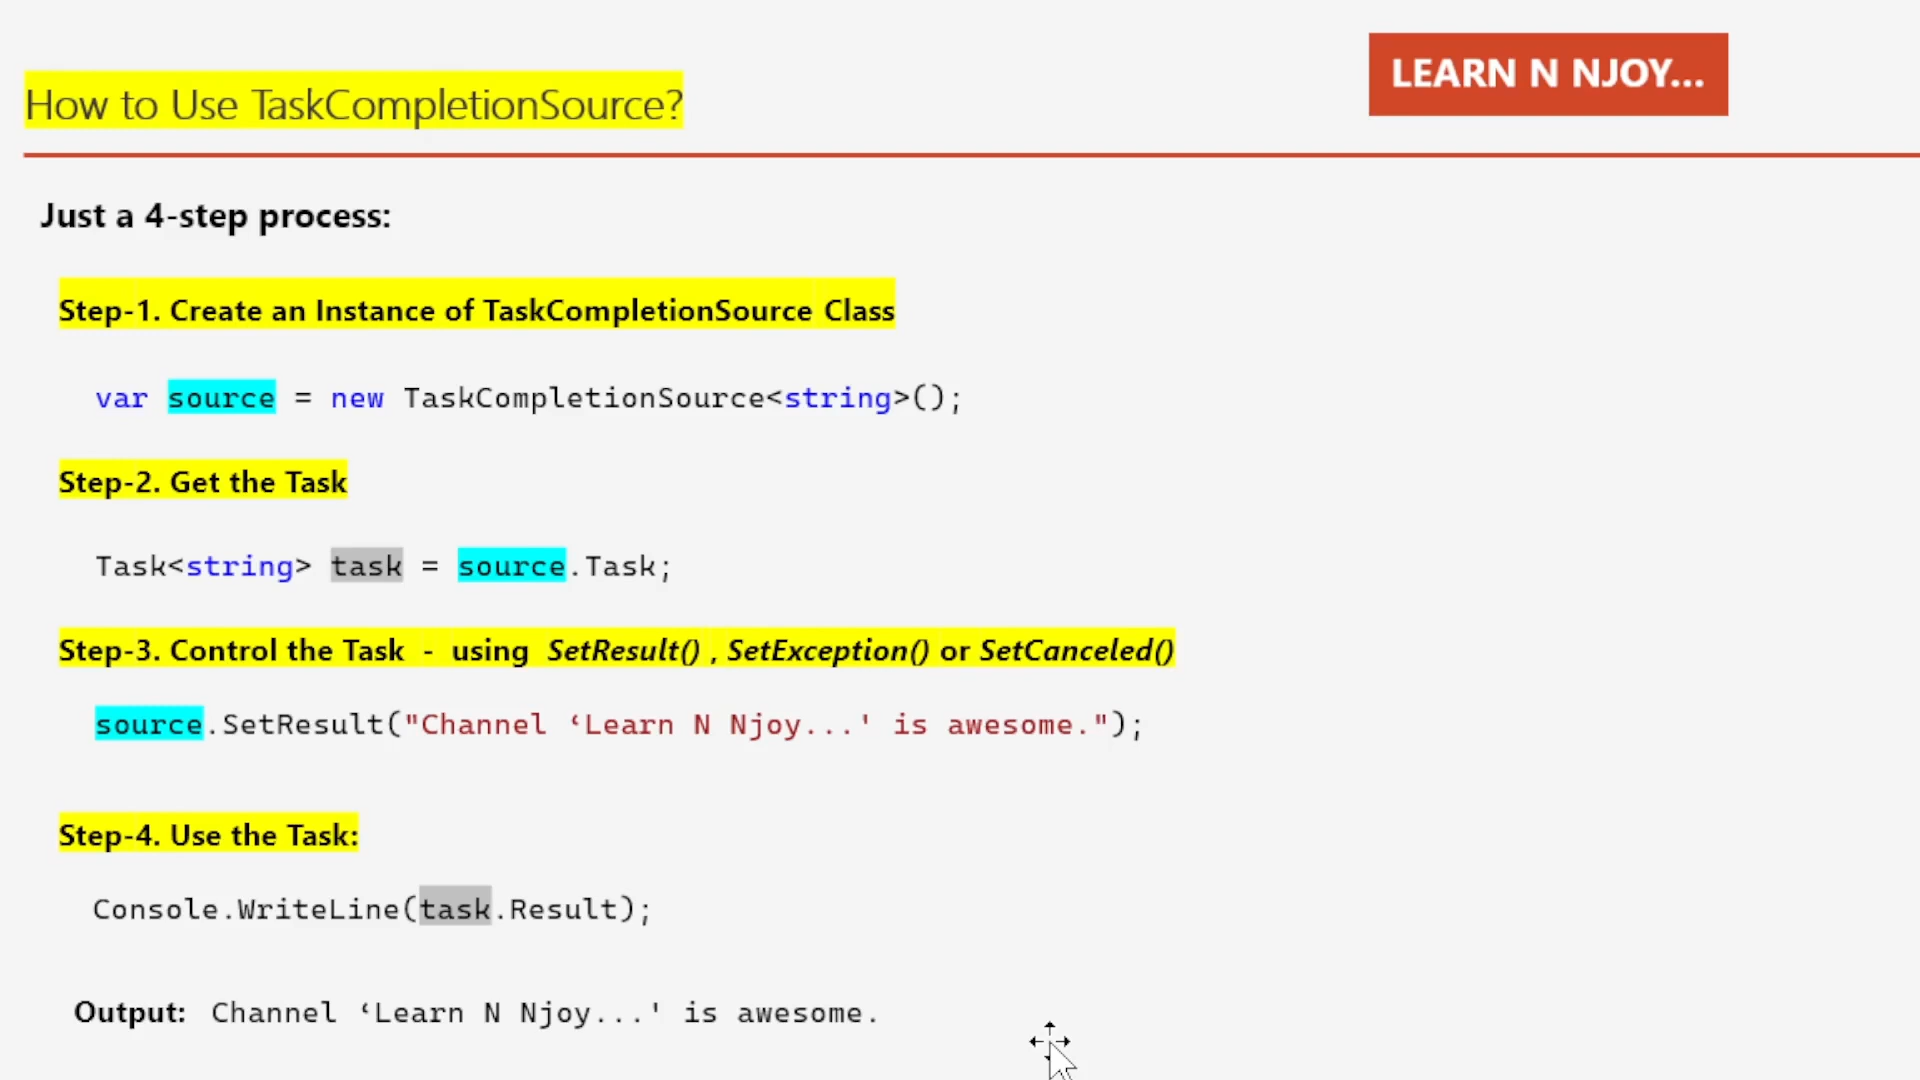 LEARN N NJOY...
How to Use TaskCompletionSource?
Just a 4-step process:
Step-1. Create an Instance of TaskCompletionSource Class
var source = new TaskCompletionSource<string>();
Step-2. Get the Task
Task<string> task = source.Task;
Step-3. Control the Task - using SetResult() , SetException() or SetCanceled()
source.SetResult("Channel ‘Learn N Njoy...' is awesome.");
Step-4. Use the Task:
Console.WriteLine(task.Result);
Output: Channel ‘Learn N Njoy...' is awesome.